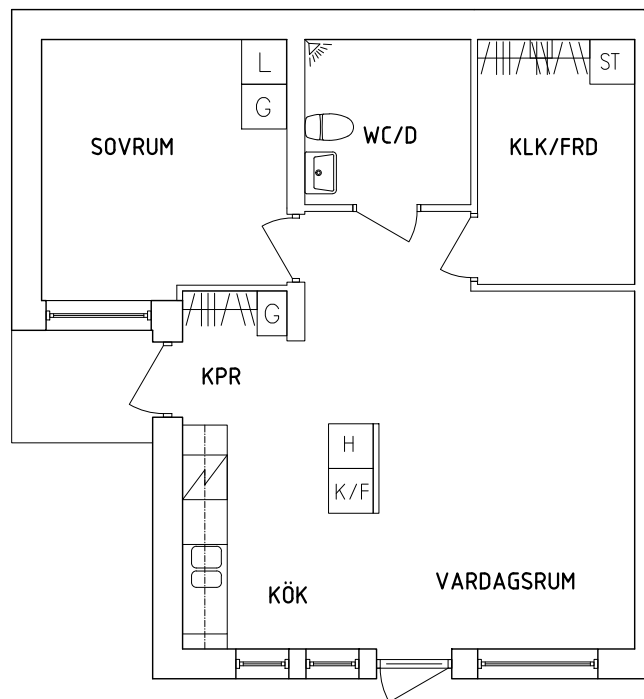 L
ST
G
SOVRUM
WC/D
KLK/FRD
G
KPR
H
K/F
KÖK
VARDAGSRUM